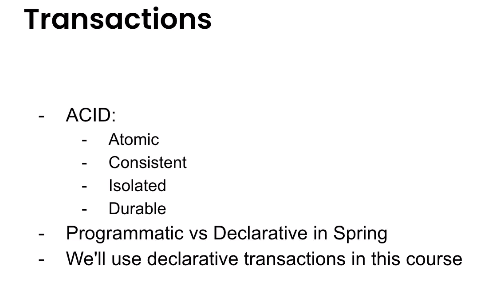 Transactions
- ACID:
- Atomic
- Consistent
- Isolated
- Durable
- Programmatic vs Declarative in Spring
- We'll use declarative transactions in this course